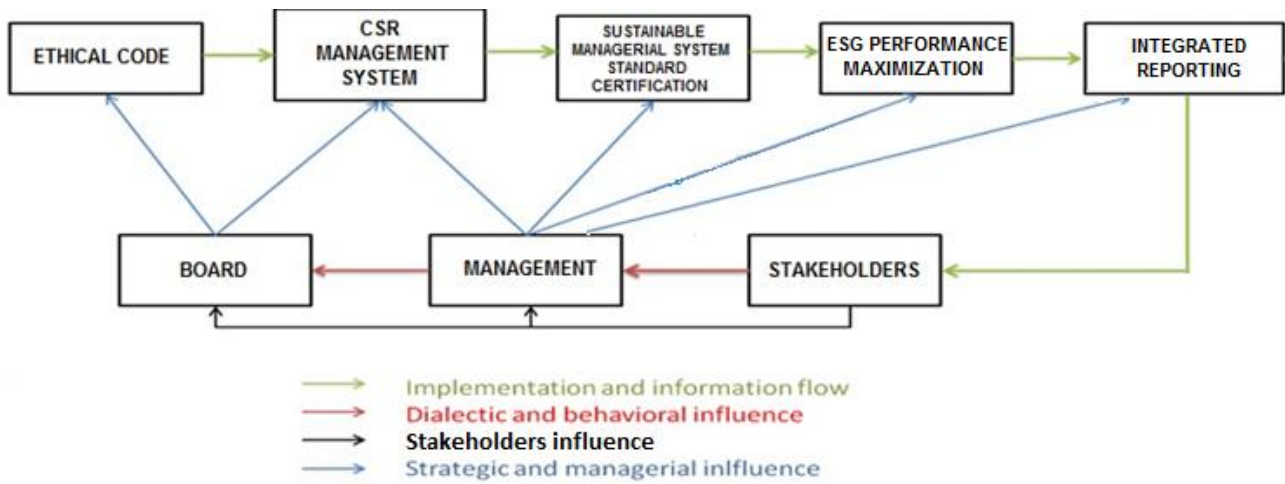 ETHICAL CODE
CSR
MANAGEMENT
SYSTEM
SUSTAINABLE
MANAGERIAL SYSTEM
STANDARD
CERTIFICATION
ESG PERFORMANCE
MAXIMIZATION
INTEGRATED
REPORTING
BOARD
MANAGEMENT
STAKEHOLDERS
Implementation and information flow
Dialectic and behavioral influence
Stakeholders influence
Strategic and managerial inlfluence